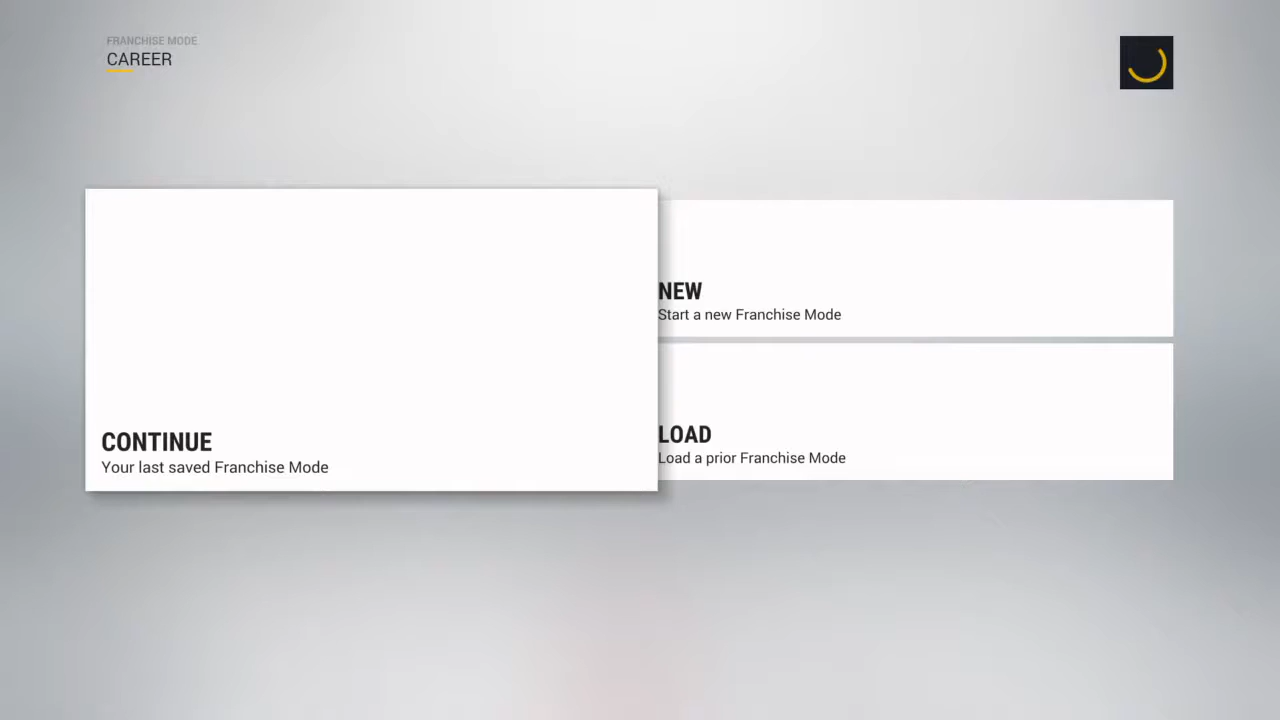 FRANCHISE MODE
CAREER
NEW
Start a new Franchise Mode
LOAD
Load a prior Franchise Mode
CONTINUE
Your last saved Franchise Mode